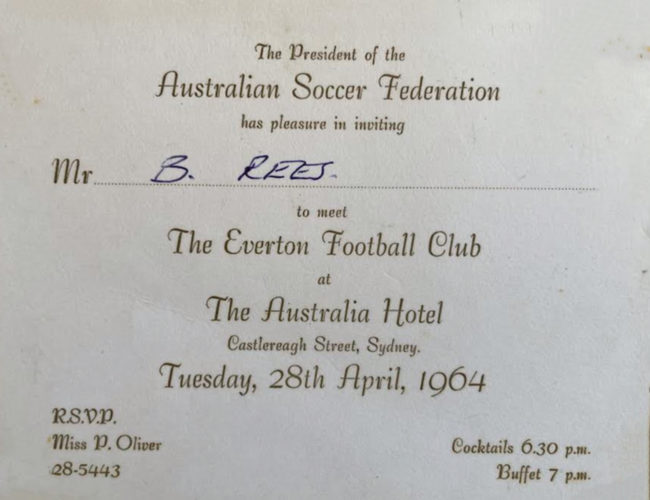 The President of the
Australian Soccer Federation
has pleasure in inviting
Mr B. REES.
to meet
The Everton Football Club
at
The Australia Hotel
Castlereagh Street, Sydney.
Tuesday, 28th April, 1964
R.S.V.P.
Miss P. Oliver
28-5443
Cocktails 6.30 p.m.
Buffet 7 p.m.